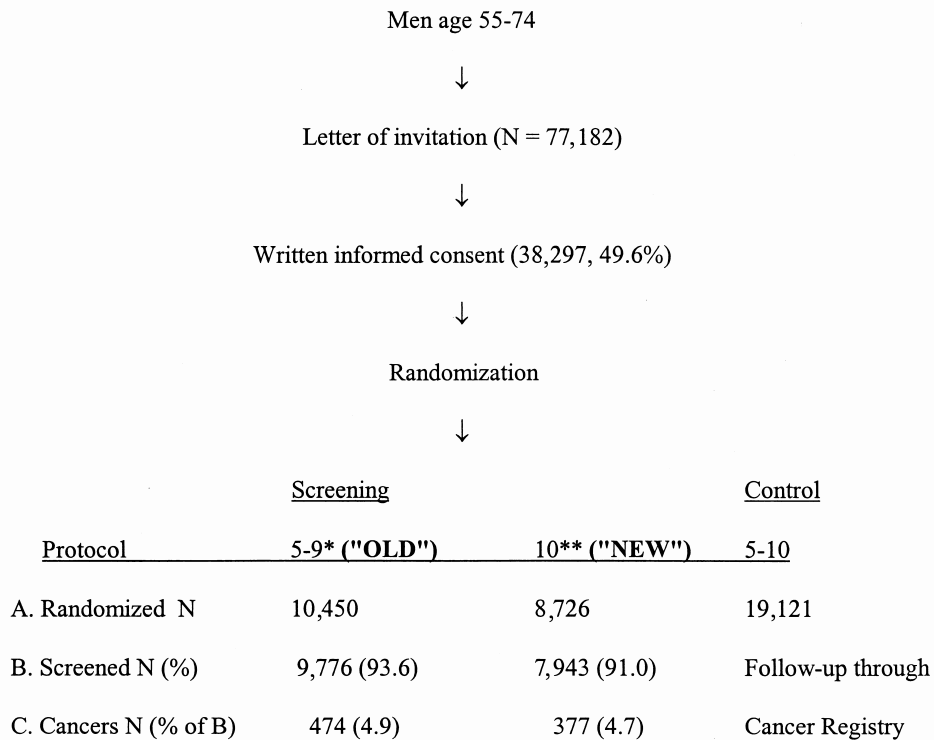 Men age 55-74
↓
Letter of invitation (N = 77,182)
↓
Written informed consent (38,297, 49.6%)
↓
Randomization
↓
Screening Control
Protocol 5-9* ("OLD") 10** ("NEW") 5-10
A. Randomized N 10,450 8,726 19,121
B. Screened N (%) 9,776 (93.6) 7,943 (91.0) Follow-up through
C. Cancers N (% of B) 474 (4.9) 377 (4.7) Cancer Registry